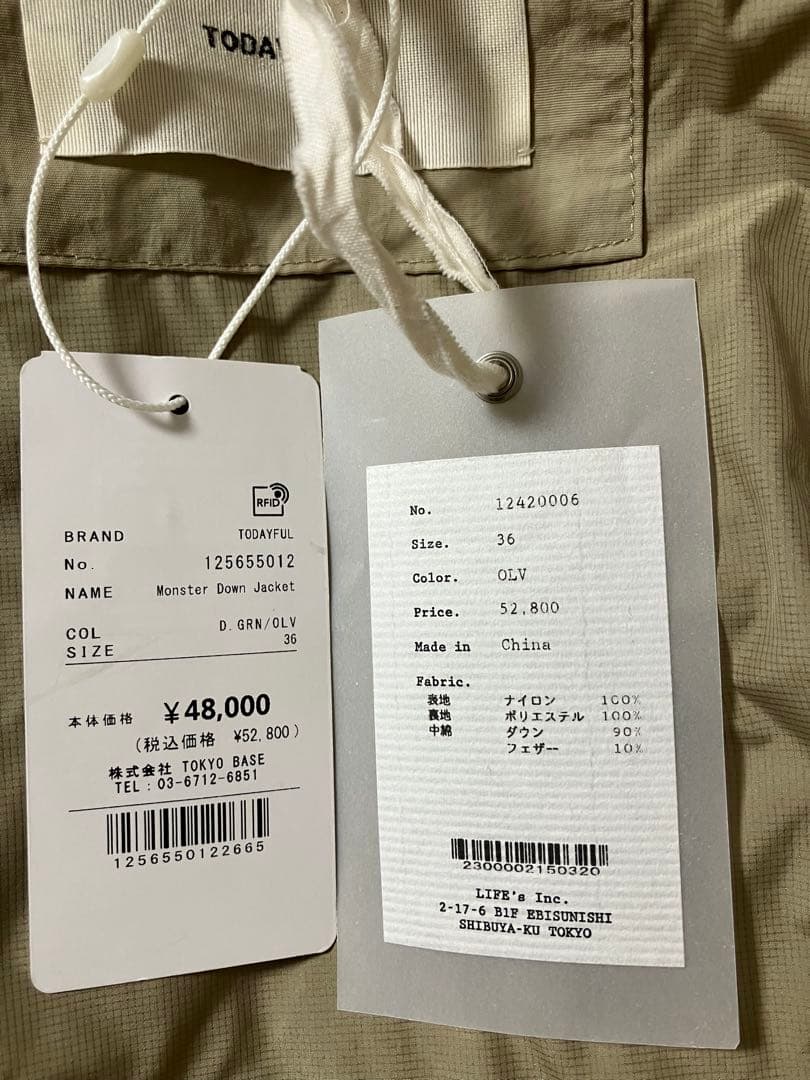 TODAY
RFID
BRAND TODAYFUL
No. 125655012
NAME Monster Down Jacket
COL D.GRN/OLV
SIZE 36
本体価格 ¥48,000
(税込価格 ¥52,800)
株式会社 TOKYO BASE
TEL:03-6712-6851
1256550122665
No. 12420006
Size. 36
Color. OLV
Price. 52,800
Made in China
Fabric.
表地 ナイロン 100%
裏地 ポリエステル 100%
中綿 ダウン 90%
フェザー 10%
2300002150320
LIFE's Inc.
2-17-6 B1F EBISUNISHI
SHIBUYA-KU TOKYO